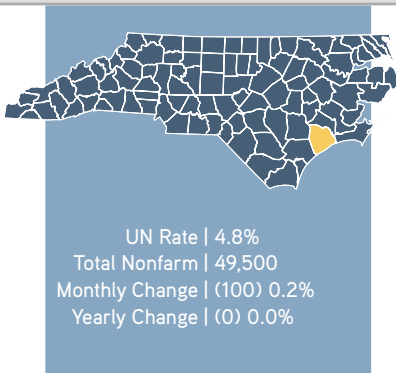 UN Rate | 4.8%
Total Nonfarm | 49,500
Monthly Change | (100) 0.2%
Yearly Change | (0) 0.0%